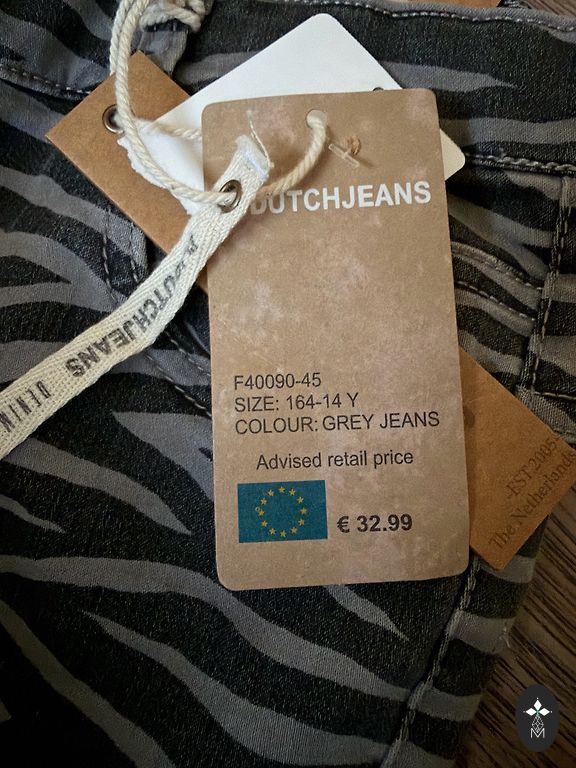 DUTCHJEANS
F40090-45
SIZE: 164-14 Y
COLOUR: GREY JEANS
Advised retail price
€ 32.99
DUTCHJEANS DENIM
-EST.2005-
The Netherlands
M